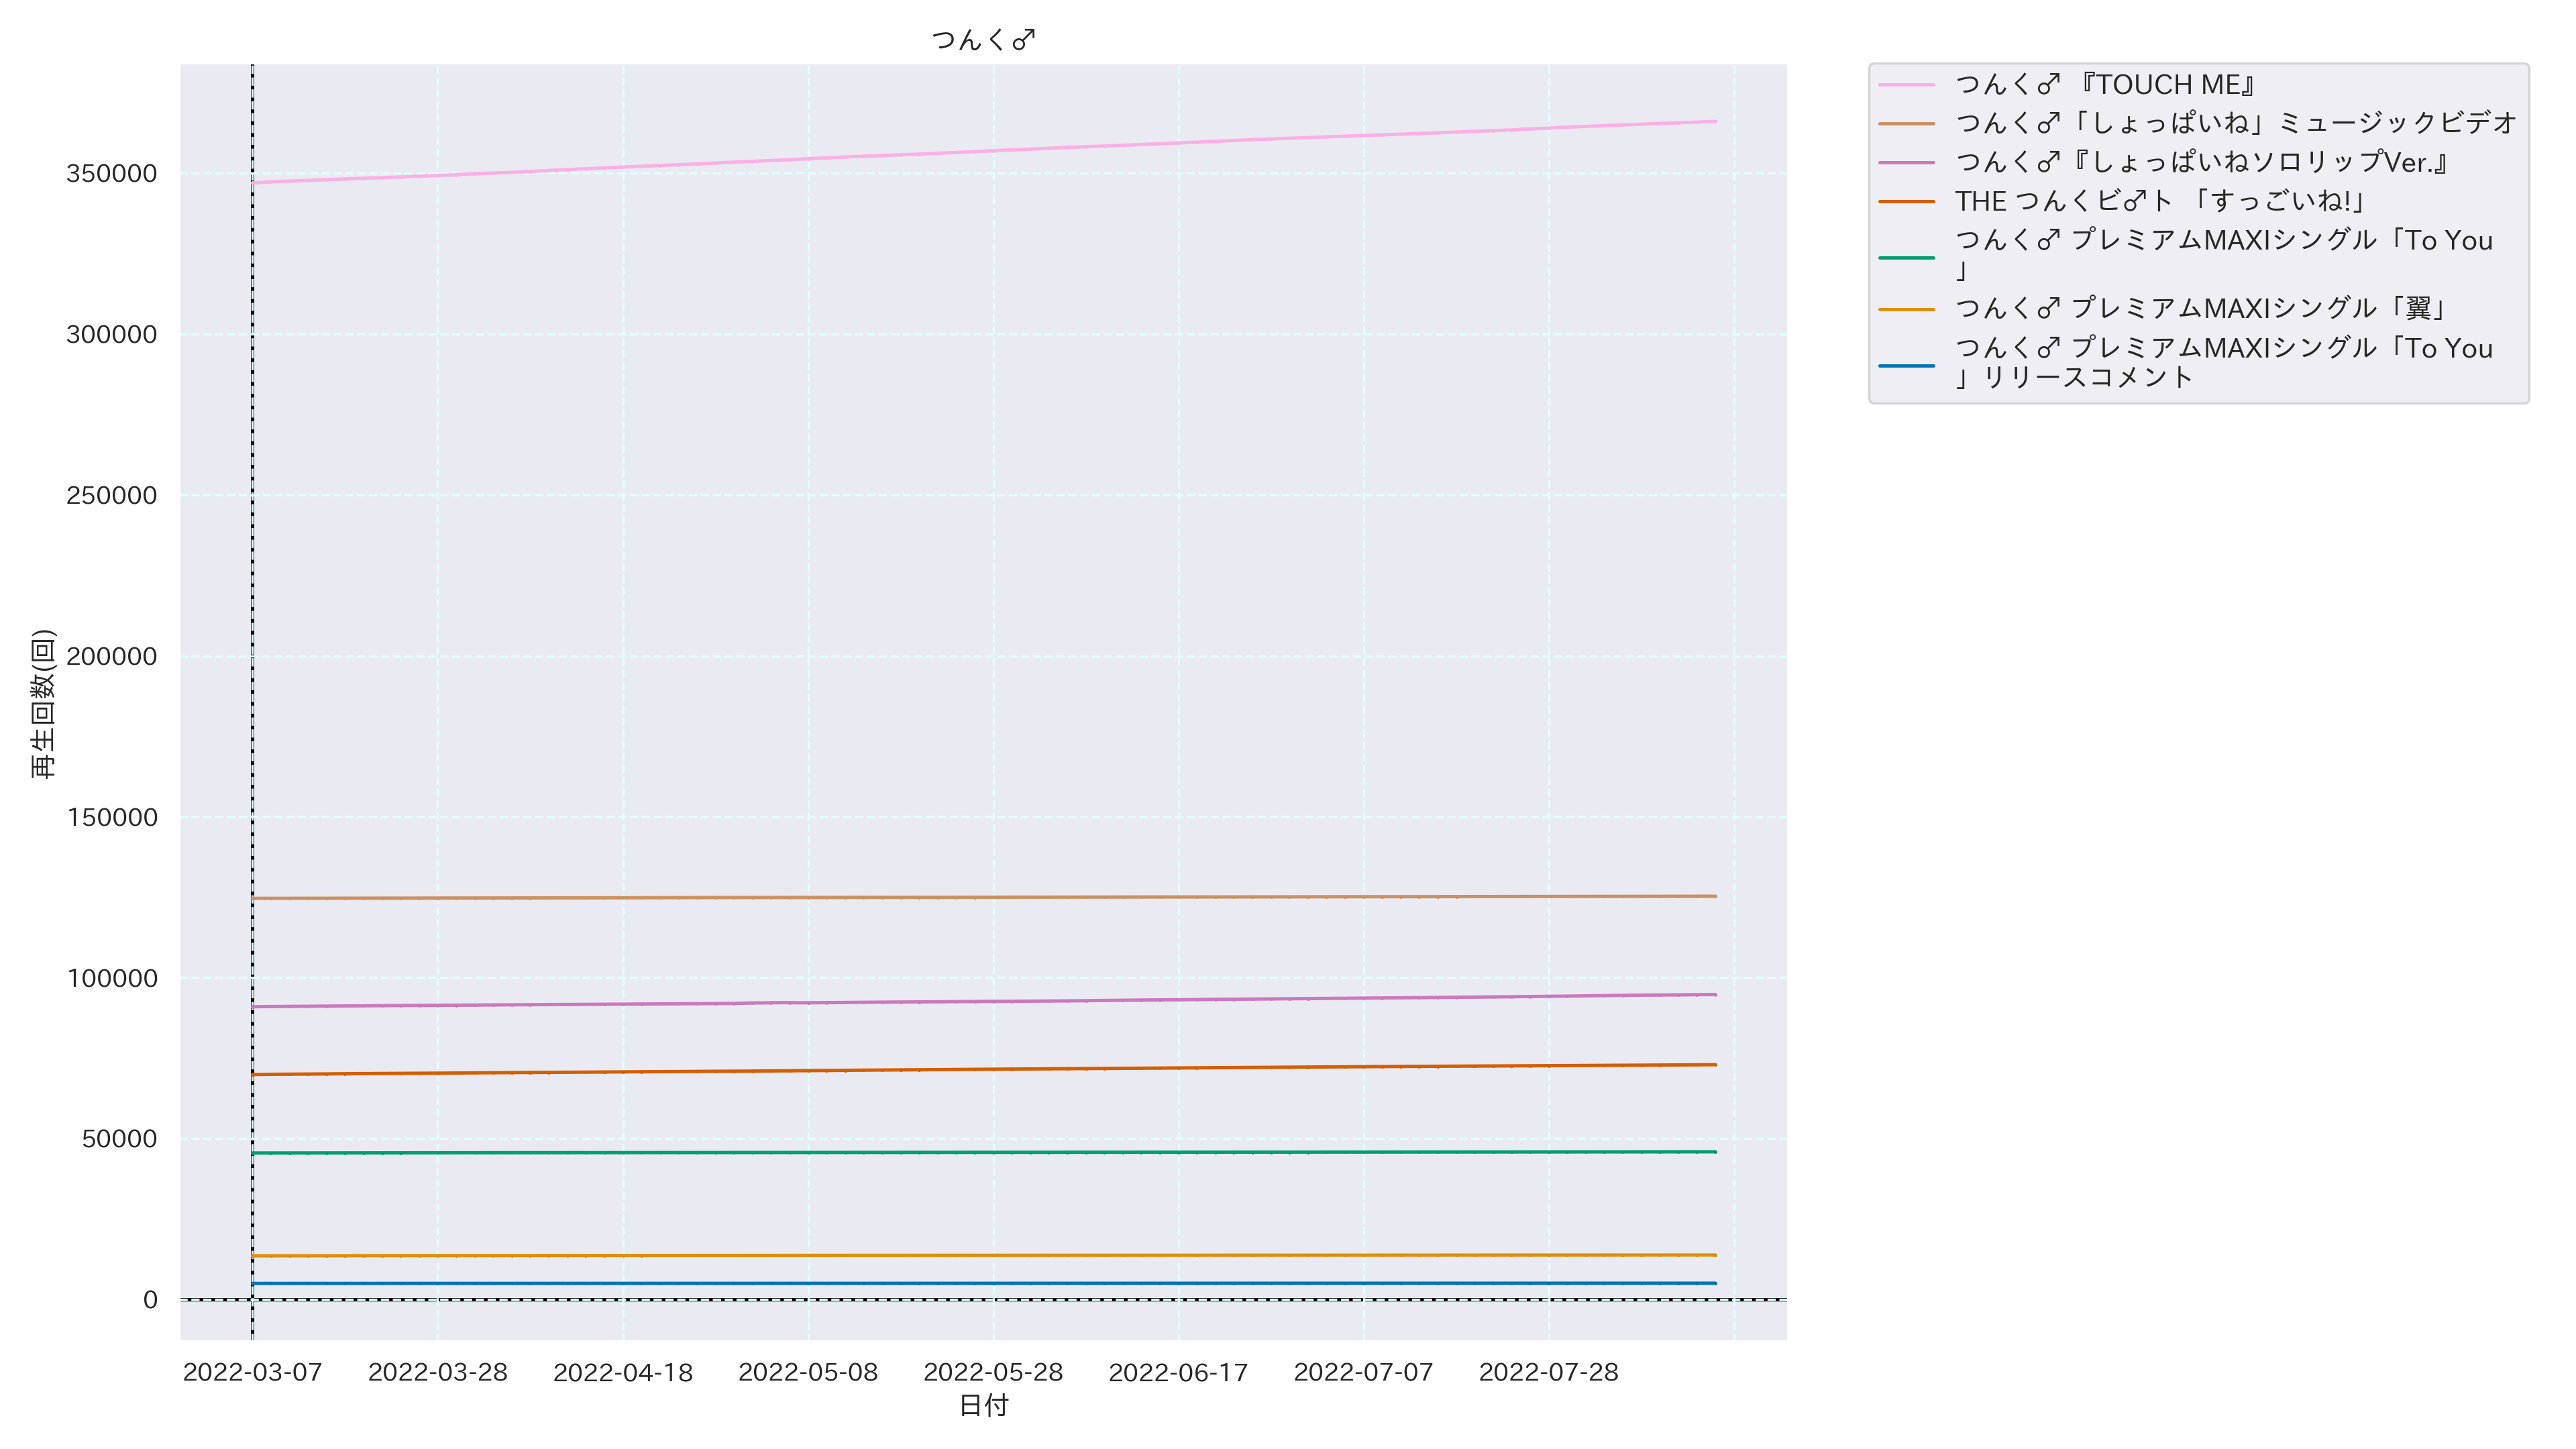 つんく♂
再生回数(回)
350000
300000
250000
200000
150000
100000
50000
0
2022-03-07
2022-03-28
2022-04-18
2022-05-08
2022-05-28
2022-06-17
2022-07-07
2022-07-28
日付
つんく♂ 『TOUCH ME』
つんく♂「しょっぱいね」ミュージックビデオ
つんく♂『しょっぱいねソロリップVer.』
THE つんくビ♂ト 「すっごいね!」
つんく♂ プレミアムMAXIシングル「To You
」
つんく♂ プレミアムMAXIシングル「翼」
つんく♂ プレミアムMAXIシングル「To You
」リリースコメント